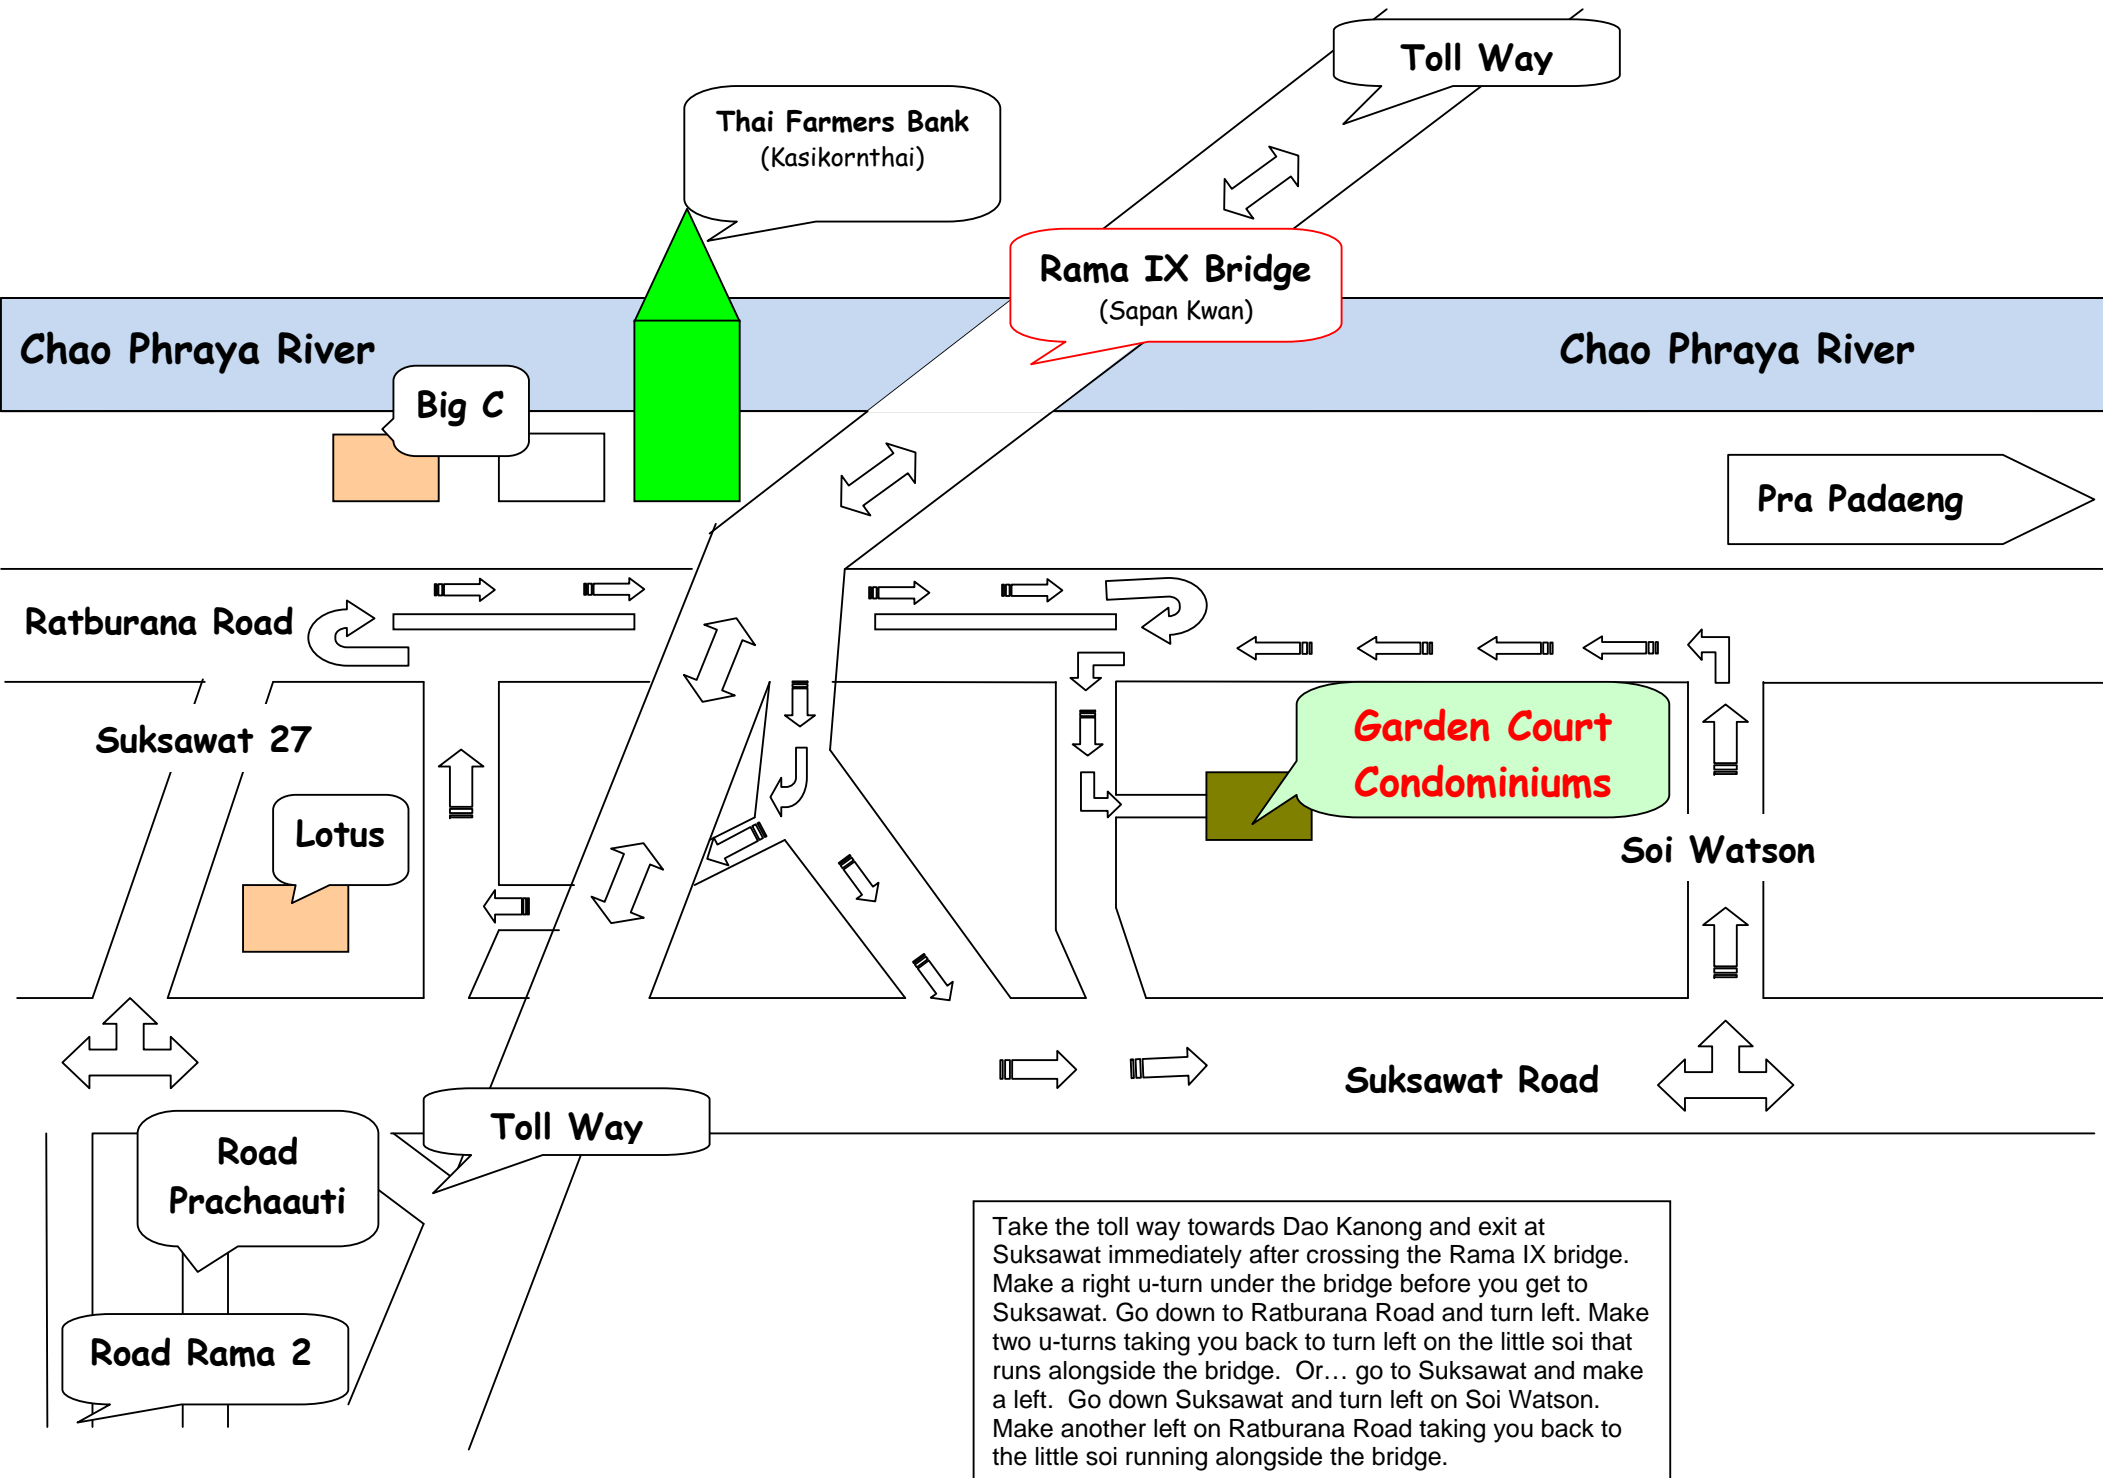 Toll Way
Thai Farmers Bank
(Kasikornthai)
Rama IX Bridge
(Sapan Kwan)
Chao Phraya River
Chao Phraya River
Big C
Pra Padaeng
Ratburana Road
Suksawat 27
Garden Court
Condominiums
Lotus
Soi Watson
Suksawat Road
Toll Way
Road
Prachaauti
Road Rama 2
Take the toll way towards Dao Kanong and exit at
Suksawat immediately after crossing the Rama IX bridge.
Make a right u-turn under the bridge before you get to
Suksawat. Go down to Ratburana Road and turn left. Make
two u-turns taking you back to turn left on the little soi that
runs alongside the bridge.  Or… go to Suksawat and make
a left.  Go down Suksawat and turn left on Soi Watson.
Make another left on Ratburana Road taking you back to
the little soi running alongside the bridge.